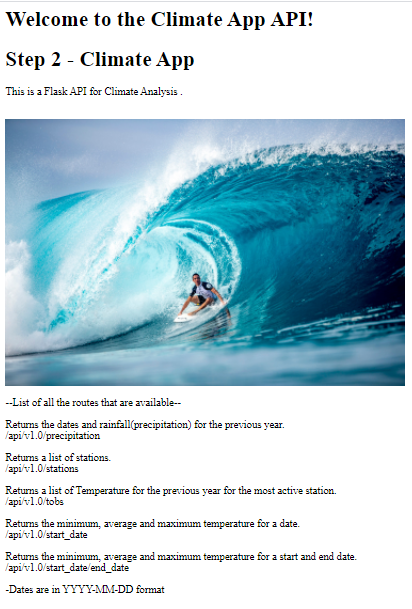 Welcome to the Climate App API!
Step 2 - Climate App
This is a Flask API for Climate Analysis .
--List of all the routes that are available--
Returns the dates and rainfall(precipitation) for the previous year.
/api/v1.0/precipitation
Returns a list of stations.
/api/v1.0/stations
Returns a list of Temperature for the previous year for the most active station.
/api/v1.0/tobs
Returns the minimum, average and maximum temperature for a date.
/api/v1.0/start_date
Returns the minimum, average and maximum temperature for a start and end date.
/api/v1.0/start_date/end_date
-Dates are in YYYY-MM-DD format